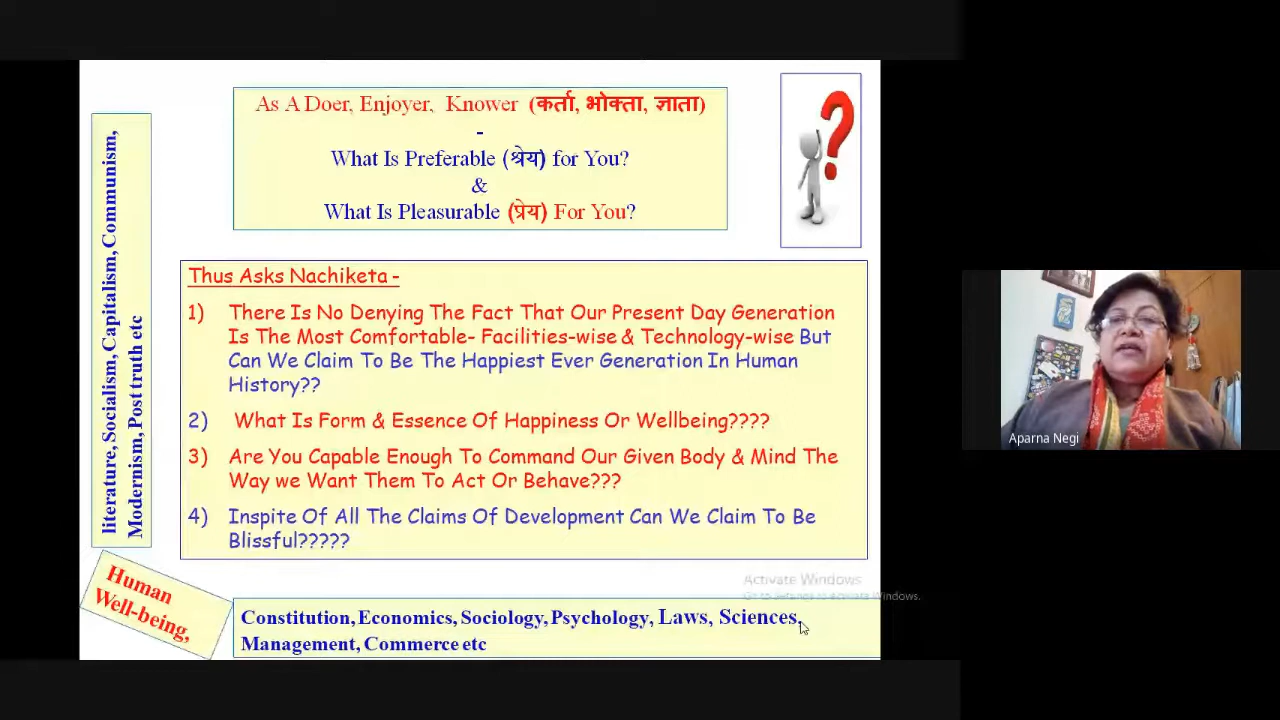 As A Doer, Enjoyer, Knower (कर्ता, भोक्ता, ज्ञाता)
-
What Is Preferable (श्रेय) for You?
&
What Is Pleasurable (प्रेय) For You?
literature, Socialism, Capitalism, Communism,
Modernism, Post truth etc
Thus Asks Nachiketa -
1) There Is No Denying The Fact That Our Present Day Generation
Is The Most Comfortable- Facilities-wise & Technology-wise But
Can We Claim To Be The Happiest Ever Generation In Human
History??
2) What Is Form & Essence Of Happiness Or Wellbeing????
3) Are You Capable Enough To Command Our Given Body & Mind The
Way we Want Them To Act Or Behave???
4) Inspite Of All The Claims Of Development Can We Claim To Be
Blissful?????
Human
Well-being,
Constitution, Economics, Sociology, Psychology, Laws, Sciences,
Management, Commerce etc
Activate Windows
Go to Settings to activate Windows.
Aparna Negi